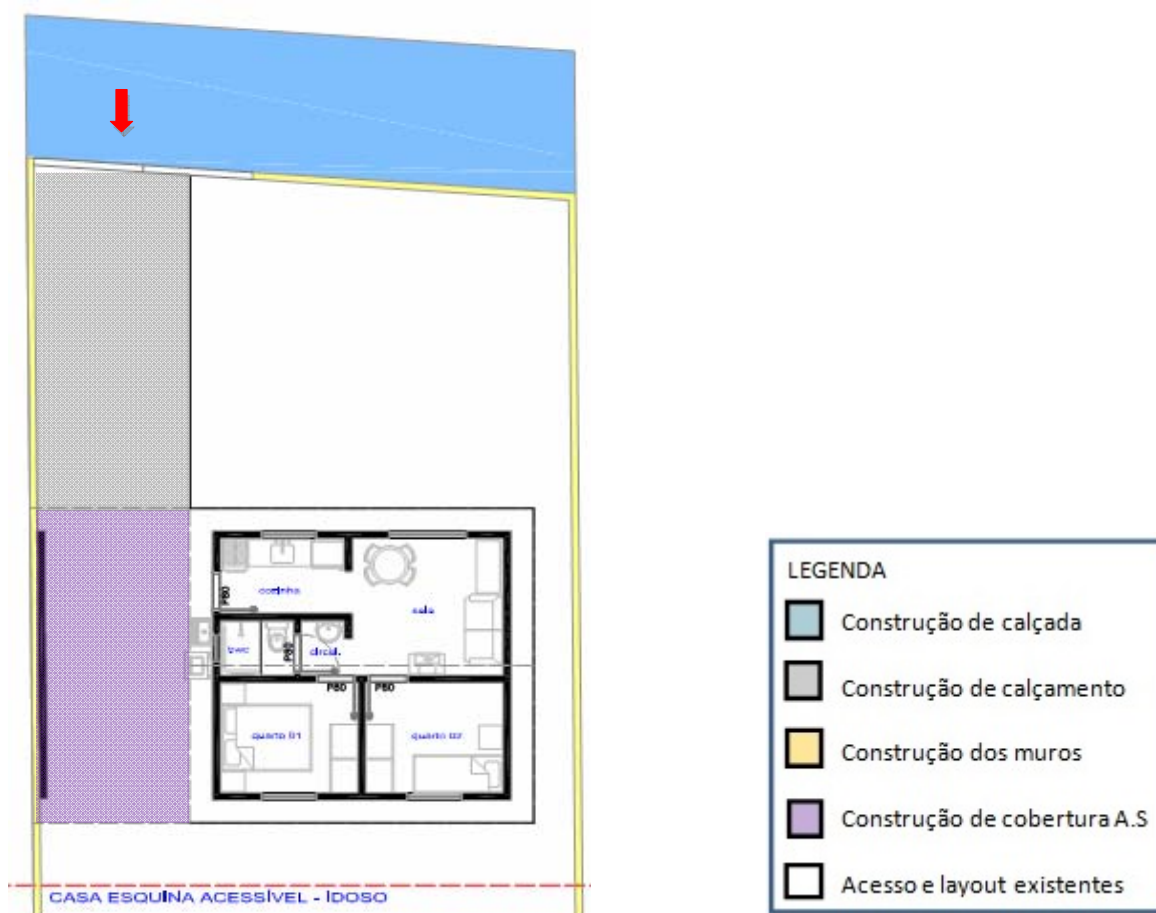 cozinha
sala
P80
bwc
P80
circul.
P80
P80
quarto 01
quarto 02
CASA ESQUINA ACESSÍVEL - IDOSO
LEGENDA
Construção de calçada
Construção de calçamento
Construção dos muros
Construção de cobertura A.S
Acesso e layout existentes